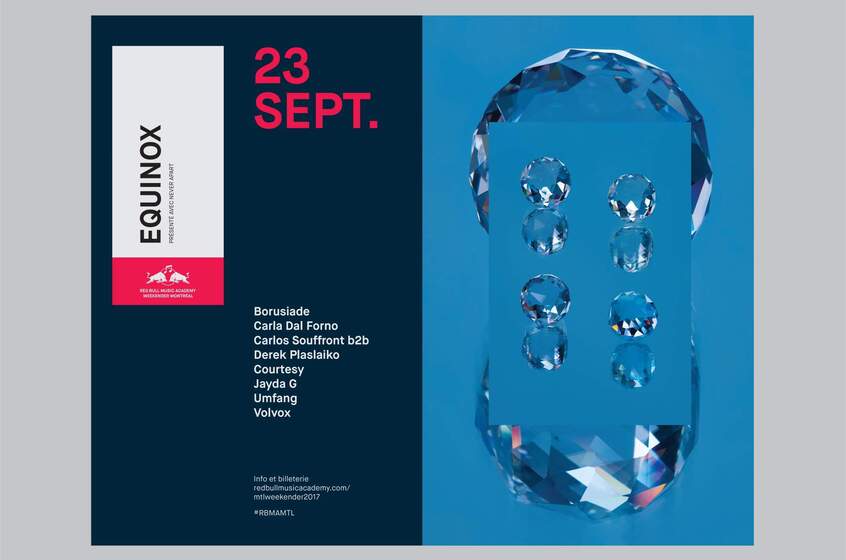 EQUINOX
PRÉSENTÉ AVEC NEVER APART
RED BULL MUSIC ACADEMY
WEEKENDER MONTRÉAL
23
SEPT.
Borusiade
Carla Dal Forno
Carlos Souffront b2b
Derek Plaslaiko
Courtesy
Jayda G
Umfang
Volvox
Info et billeterie
redbullmusicacademy.com/
mtlweekender2017
#RBMAMTL